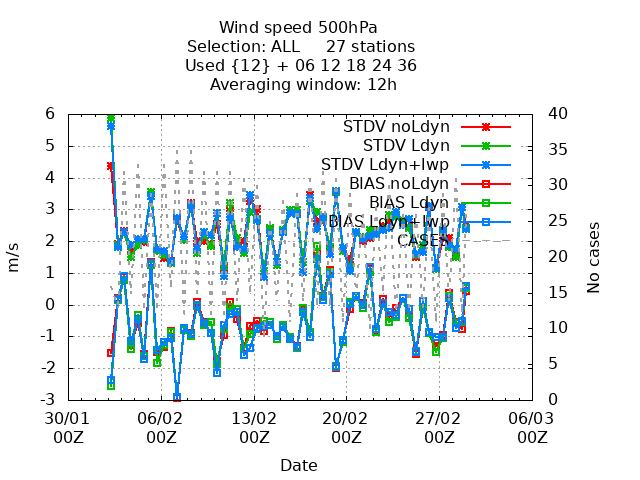 Wind speed 500hPa
Selection: ALL     27 stations
Used {12} + 06 12 18 24 36
Averaging window: 12h
6
5
4
3
2
1
0
-1
-2
-3
m/s
40
35
30
25
20
15
10
5
0
No cases
STDV noLdyn
STDV Ldyn
STDV Ldyn+lwp
BIAS noLdyn
BIAS Ldyn
BIAS Ldyn+lwp
CASES
30/01 06/02 13/02 20/02 27/02 06/03
00Z 00Z 00Z 00Z 00Z 00Z
Date